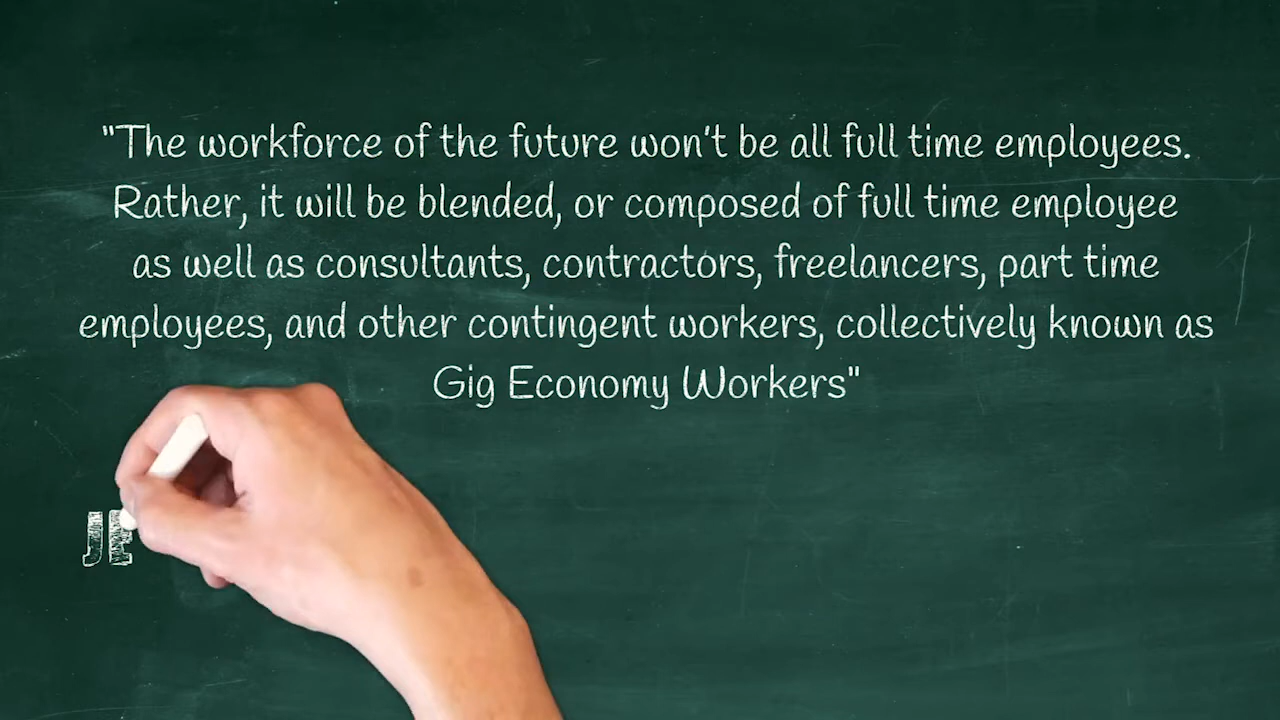 "The workforce of the future won't be all full time employees.
Rather, it will be blended, or composed of full time employee
as well as consultants, contractors, freelancers, part time
employees, and other contingent workers, collectively known as
Gig Economy Workers"
JE